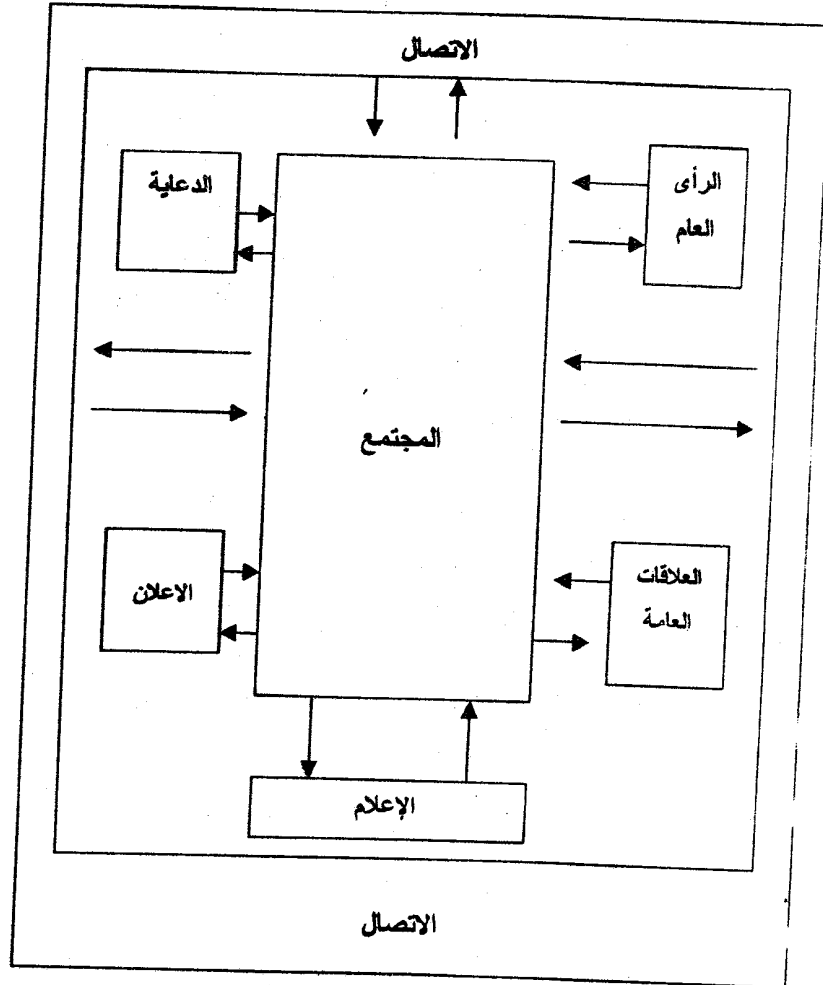 الاتصال
الرأى
العام
الدعاية
المجتمع
العلاقات
العامة
الاعلان
الإعلام
الاتصال